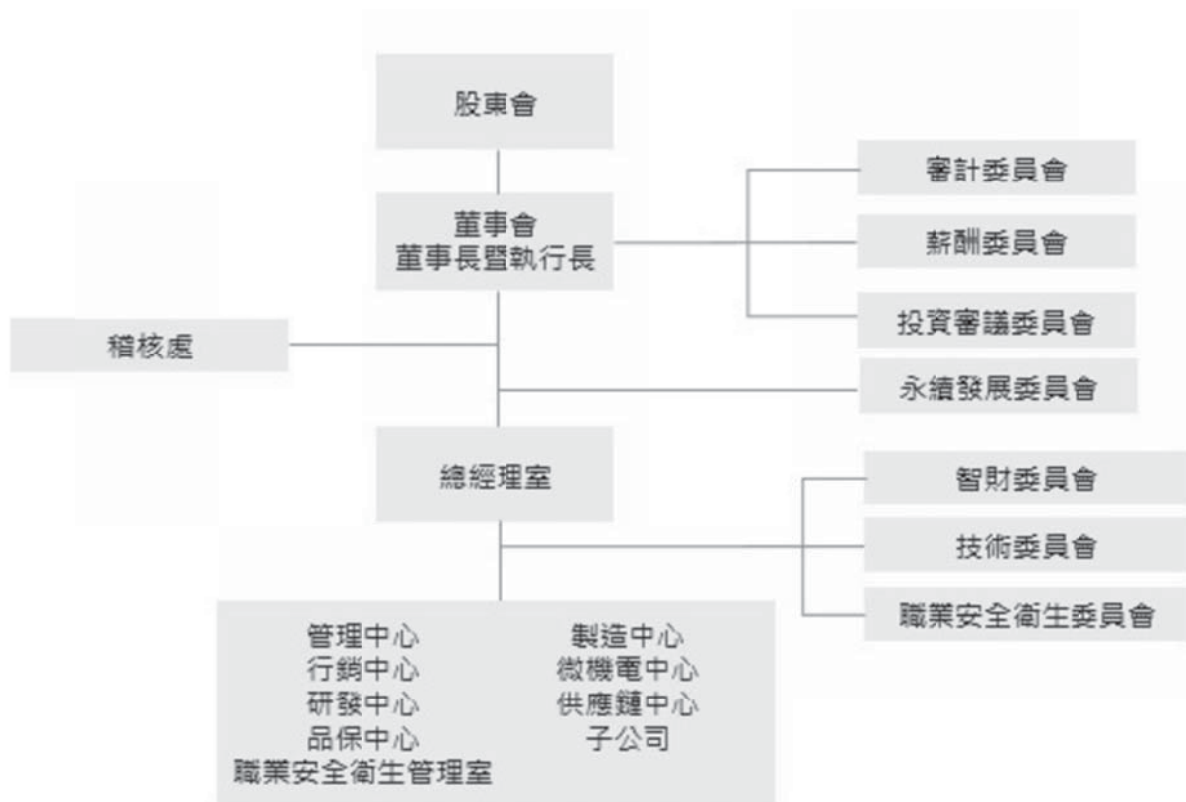 股東會
董事會
董事長暨執行長
審計委員會
薪酬委員會
投資審議委員會
稽核處
永續發展委員會
總經理室
智財委員會
技術委員會
職業安全衛生委員會
管理中心
行銷中心
研發中心
品保中心
職業安全衛生管理室
製造中心
微機電中心
供應鏈中心
子公司